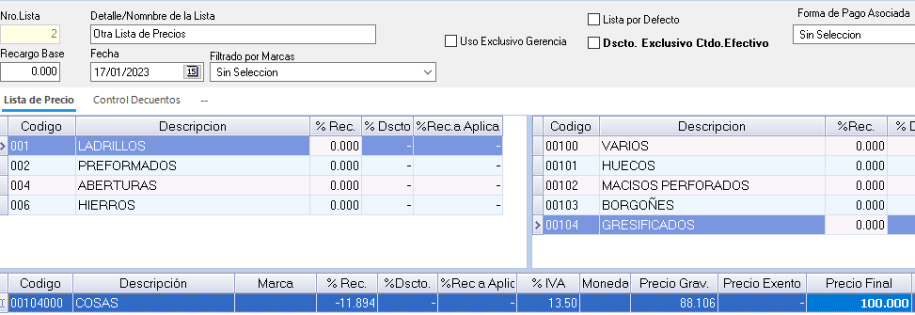 Nro.Lista Detalle/Nomnbre de la Lista Lista por Defecto Forma de Pago Asociada
2 Otra Lista de Precios Uso Exclusivo Gerencia Dscto. Exclusivo Ctdo.Efectivo Sin Seleccion
Recargo Base Fecha Filtrado por Marcas
0.000 17/01/2023 15 Sin Seleccion
Lista de Precio Control Decuentos --
Codigo Descripcion % Rec. % Dscto %Rec.a Aplica
001 LADRILLOS 0.000 - -
002 PREFORMADOS 0.000 - -
004 ABERTURAS 0.000 - -
006 HIERROS 0.000 - -
Codigo Descripcion %Rec. % D
00100 VARIOS 0.000
00101 HUECOS 0.000
00102 MACISOS PERFORADOS 0.000
00103 BORGOÑES 0.000
00104 GRESIFICADOS 0.000
Codigo Descripción Marca % Rec. %Dscto. %Rec a Aplic % IVA Moneda Precio Grav. Precio Exento Precio Final
00104000 COSAS -11.894 - - 13.50 88.106 - 100.000